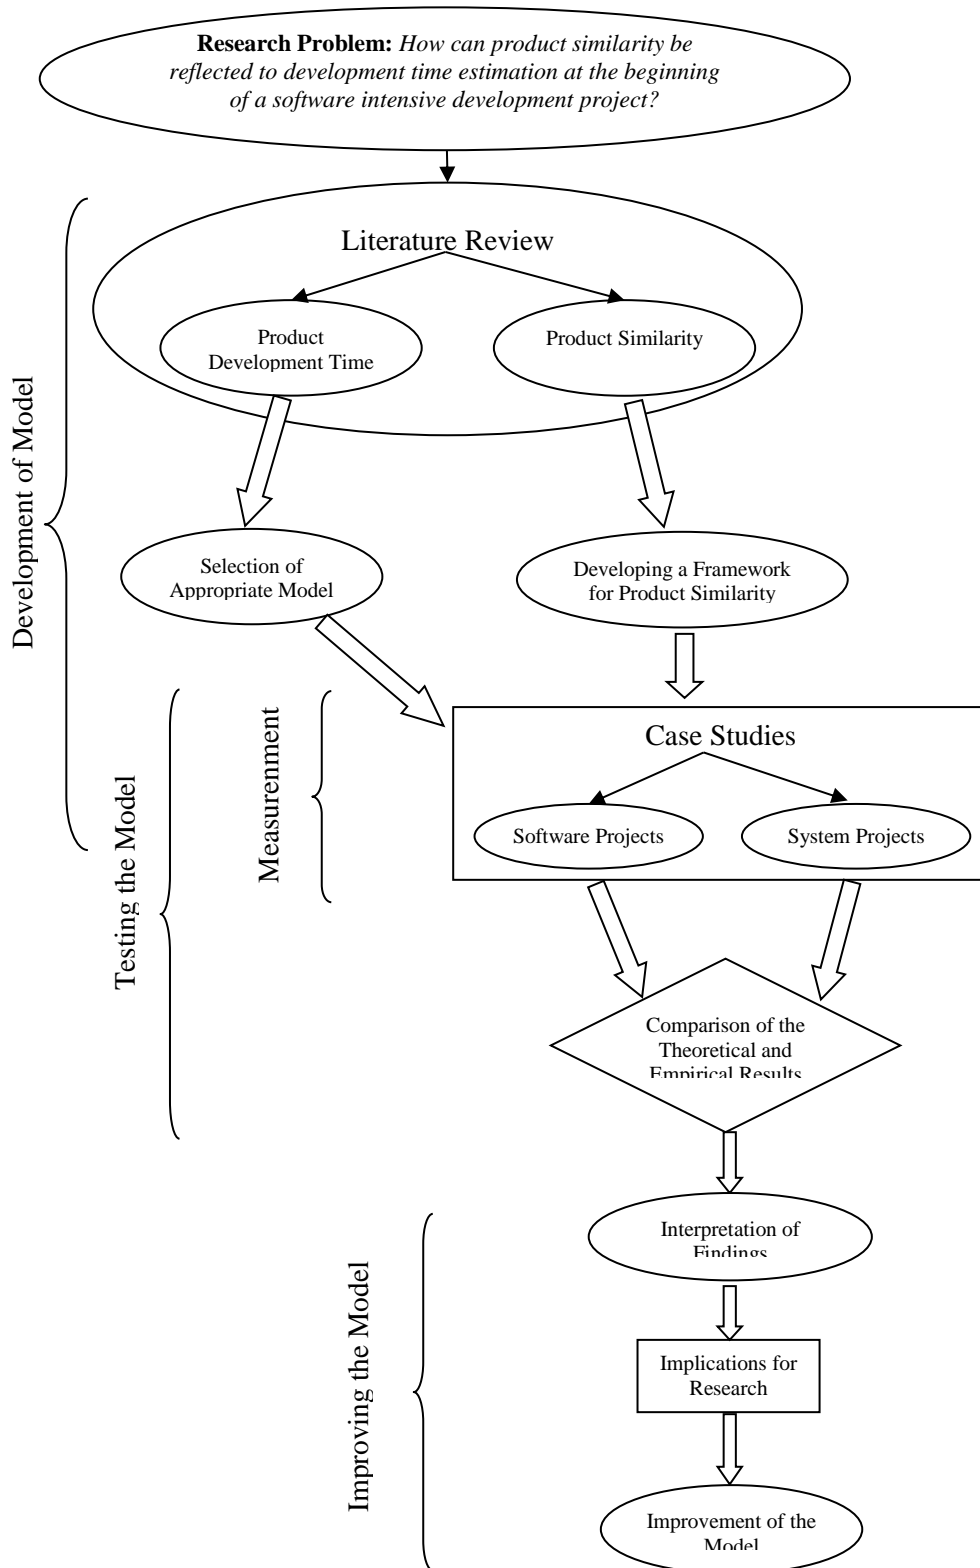 Research Problem: How can product similarity be
reflected to development time estimation at the beginning
of a software intensive development project?
Literature Review
Product
Development Time
Product Similarity
Development of Model
Selection of
Appropriate Model
Developing a Framework
for Product Similarity
Testing the Model
Measurenment
Case Studies
Software Projects
System Projects
Comparison of the
Theoretical and
Empirical Results
Improving the Model
Interpretation of
Findings
Implications for
Research
Improvement of the
Model